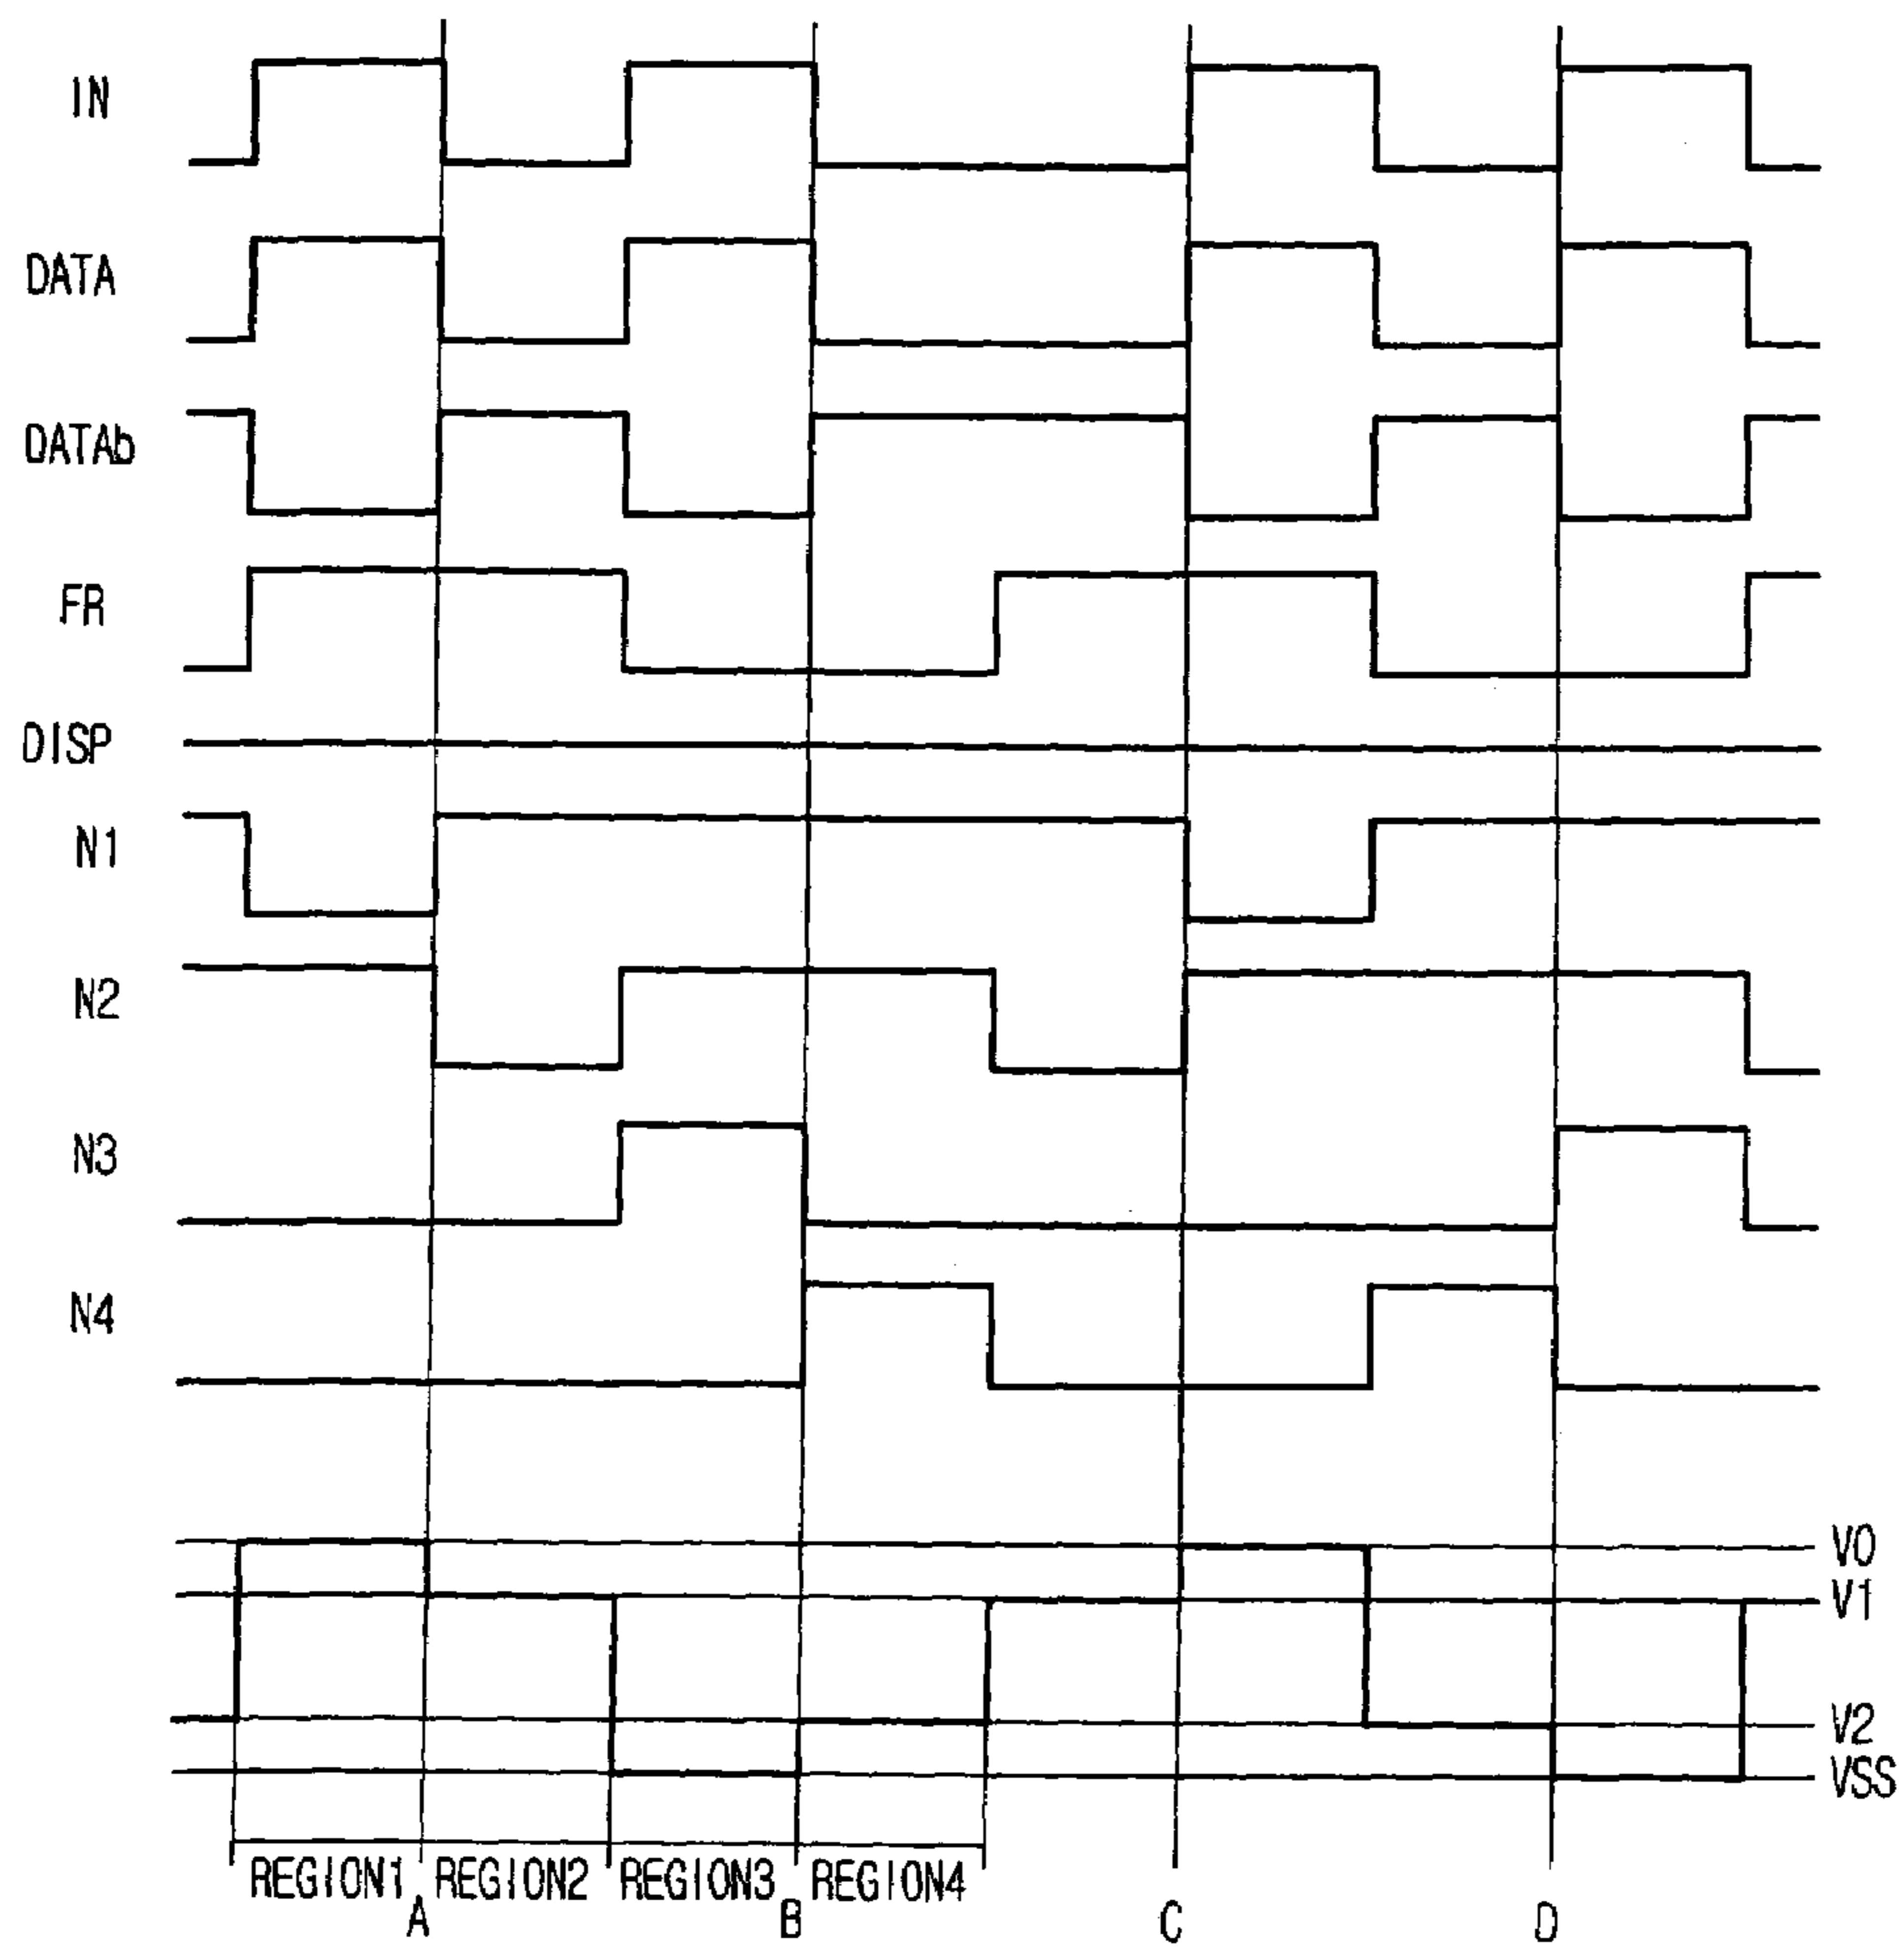 IN
DATA
DATAb
FR
DISP
N1
N2
N3
N4
V0
V1
V2
VSS
REGION1 REGION2 REGION3 REGION4
A B C D